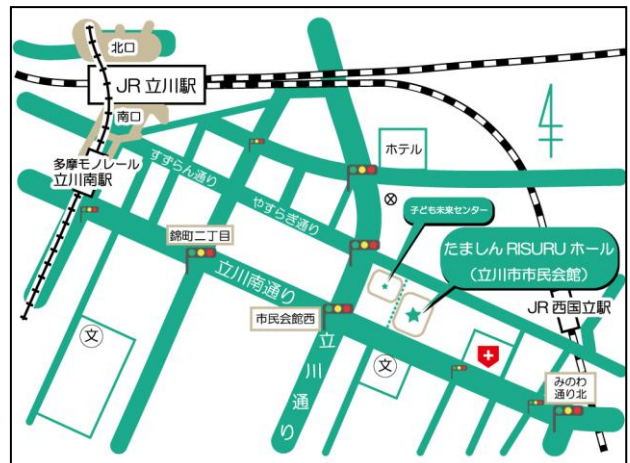 北口
JR 立川駅
南口
多摩モノレール
立川南駅
すずらん通り
ホテル
やすらぎ通り
子ども未来センター
錦町二丁目
たましん RISURU ホール
(立川市市民会館)
立川南通り
JR 西国立駅
市民会館西
立川通り
文
文
みのわ
通り北